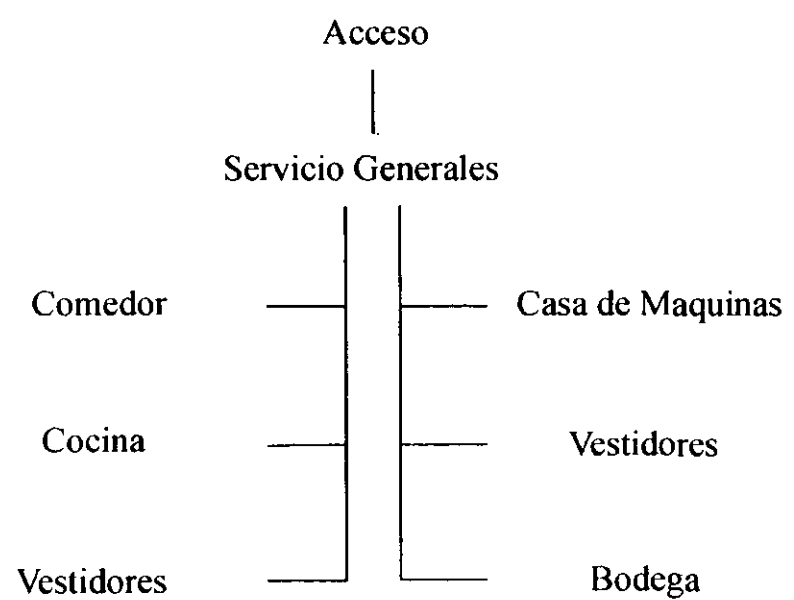 Acceso
Servicio Generales
Comedor
Casa de Maquinas
Cocina
Vestidores
Vestidores
Bodega